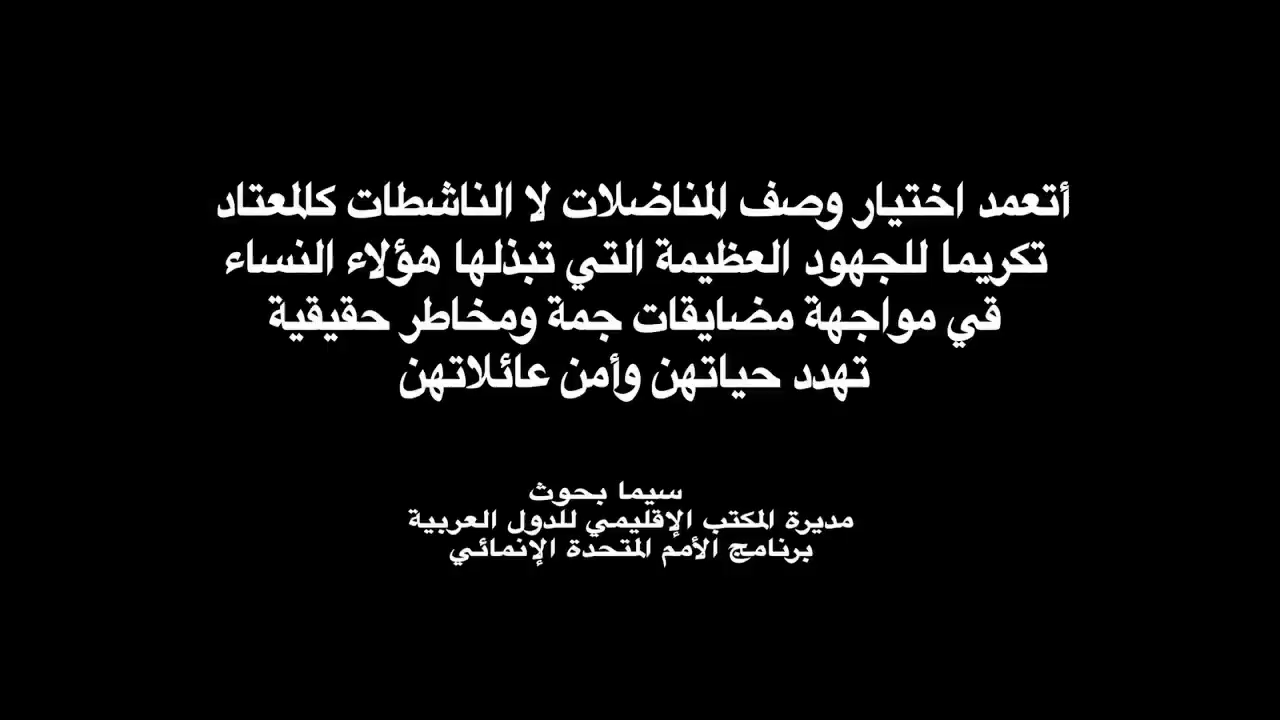 أتعمد اختيار وصف المناضلات لا الناشطات كالمعتاد
تكريما للجهود العظيمة التي تبذلها هؤلاء النساء
قي مواجهة مضايقات جمة ومخاطر حقيقية
تهدد حياتهن وأمن عائلاتهن
سيما بحوث
مديرة المكتب الإقليمي للدول العربية
برنامج الأمم المتحدة الإنمائي